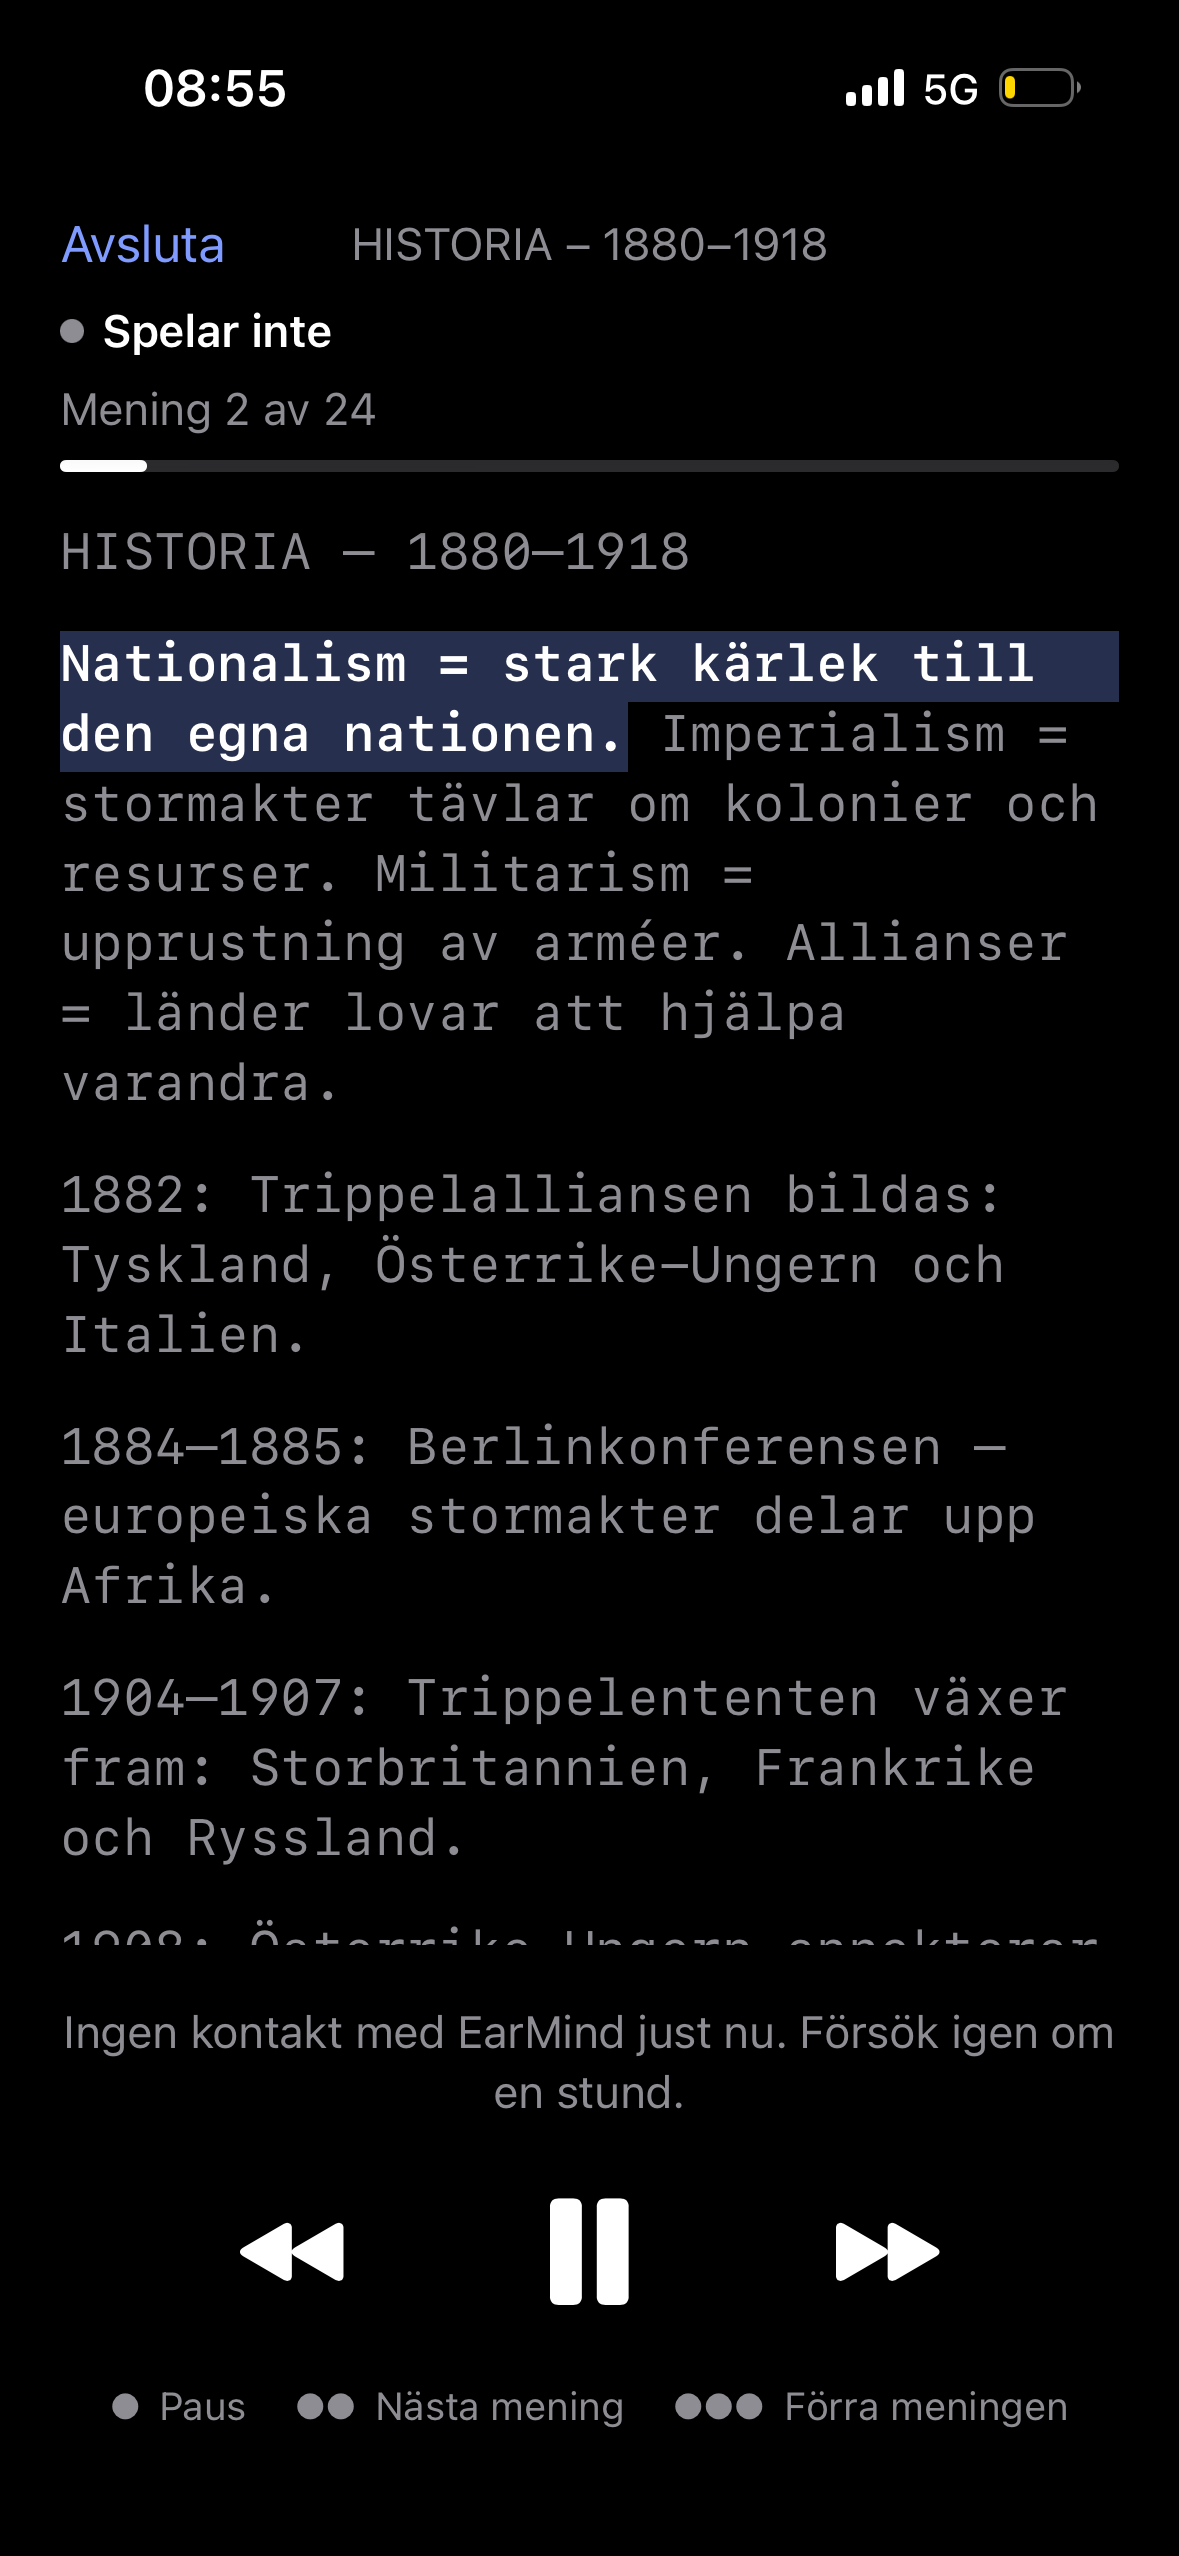 08:55
5G
Avsluta
HISTORIA – 1880–1918
Spelar inte
Mening 2 av 24
HISTORIA – 1880–1918
Nationalism = stark kärlek till
den egna nationen. Imperialism =
stormakter tävlar om kolonier och
resurser. Militarism =
upprustning av arméer. Allianser
= länder lovar att hjälpa
varandra.
1882: Trippelalliansen bildas:
Tyskland, Österrike–Ungern och
Italien.
1884–1885: Berlinkonferensen –
europeiska stormakter delar upp
Afrika.
1904–1907: Trippelententen växer
fram: Storbritannien, Frankrike
och Ryssland.
1908: Österrike–Ungern annekterar
Ingen kontakt med EarMind just nu. Försök igen om
en stund.
Paus
Nästa mening
Förra meningen